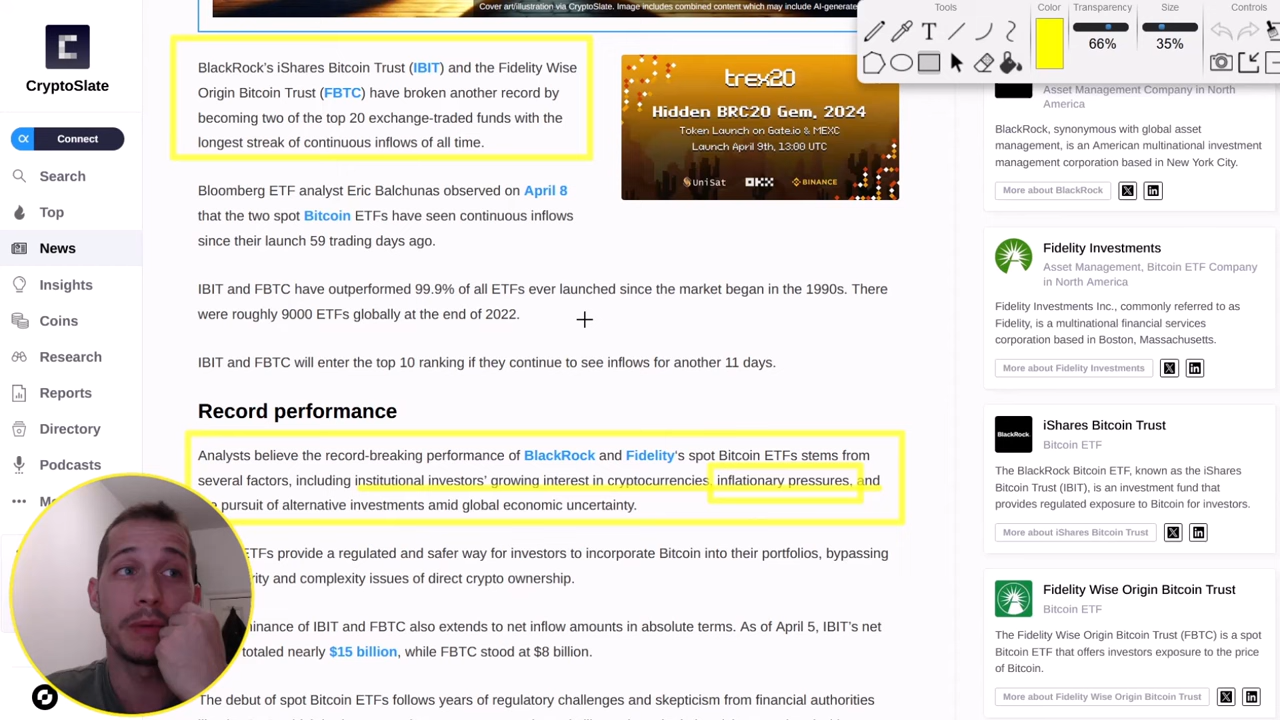 Cover art/illustration via CryptoSlate. Image includes combined content which may include AI-generated
CryptoSlate
Connect
Search
Top
News
Insights
Coins
Research
Reports
Directory
Podcasts
BlackRock's iShares Bitcoin Trust (IBIT) and the Fidelity Wise
Origin Bitcoin Trust (FBTC) have broken another record by
becoming two of the top 20 exchange-traded funds with the
longest streak of continuous inflows of all time.
trex20
Hidden BRC20 Gem, 2024
Token Launch on Gate.io & MEXC
Launch April 9th, 13:00 UTC
UniSat
OKX
BINANCE
Bloomberg ETF analyst Eric Balchunas observed on April 8
that the two spot Bitcoin ETFs have seen continuous inflows
since their launch 59 trading days ago.
IBIT and FBTC have outperformed 99.9% of all ETFs ever launched since the market began in the 1990s. There
were roughly 9000 ETFs globally at the end of 2022.
IBIT and FBTC will enter the top 10 ranking if they continue to see inflows for another 11 days.
Record performance
Analysts believe the record-breaking performance of BlackRock and Fidelity's spot Bitcoin ETFs stems from
several factors, including institutional investors' growing interest in cryptocurrencies, inflationary pressures, and
pursuit of alternative investments amid global economic uncertainty.
ETFs provide a regulated and safer way for investors to incorporate Bitcoin into their portfolios, bypassing
and complexity issues of direct crypto ownership.
of IBIT and FBTC also extends to net inflow amounts in absolute terms. As of April 5, IBIT's net
totaled nearly $15 billion, while FBTC stood at $8 billion.
The debut of spot Bitcoin ETFs follows years of regulatory challenges and skepticism from financial authorities
Tools
Color
Transparency
Size
Controls
T
66%
35%
Asset Management Company in North
America
BlackRock, synonymous with global asset
management, is an American multinational investment
management corporation based in New York City.
More about BlackRock
X
in
Fidelity Investments
Asset Management, Bitcoin ETF Company
in North America
Fidelity Investments Inc., commonly referred to as
Fidelity, is a multinational financial services
corporation based in Boston, Massachusetts.
More about Fidelity Investments
X
in
BlackRock
iShares Bitcoin Trust
Bitcoin ETF
The BlackRock Bitcoin ETF, known as the iShares
Bitcoin Trust (IBIT), is an investment fund that
provides regulated exposure to Bitcoin for investors.
More about iShares Bitcoin Trust
X
in
Fidelity Wise Origin Bitcoin Trust
Bitcoin ETF
The Fidelity Wise Origin Bitcoin Trust (FBTC) is a spot
Bitcoin ETF that offers investors exposure to the price
of Bitcoin.
More about Fidelity Wise Origin Bitcoin Trust
X
in